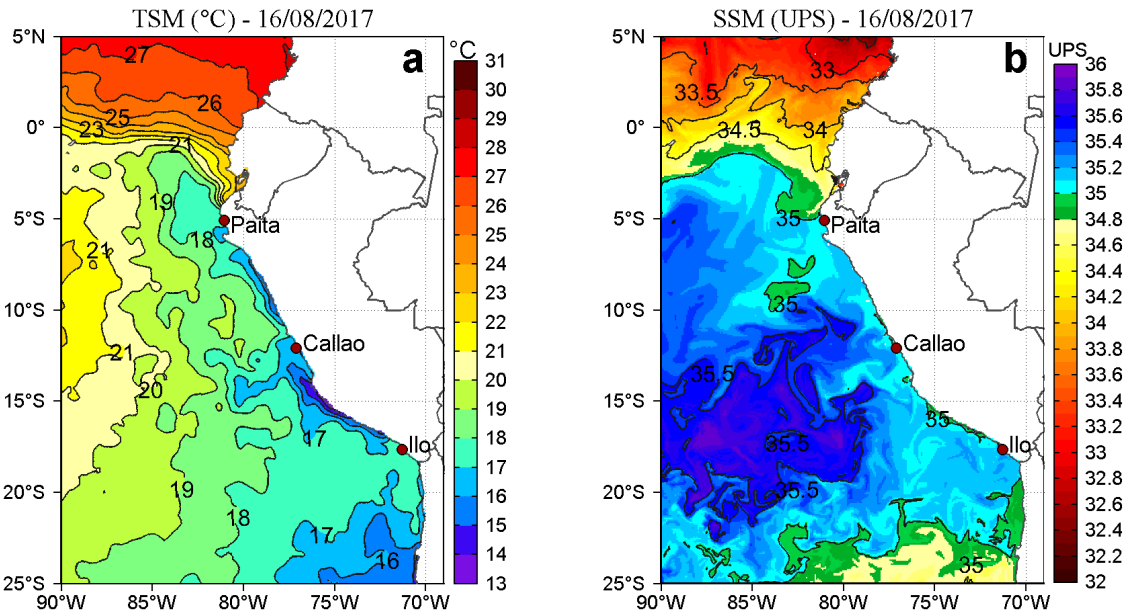 TSM (°C) - 16/08/2017
SSM (UPS) - 16/08/2017
a
°C
31
30
29
28
27
26
25
24
23
22
21
20
19
18
17
16
15
14
13
5°N
0°
5°S
10°S
15°S
20°S
25°S
90°W
85°W
80°W
75°W
70°W
27
26
25
23
21
19
18
21
21
20
17
19
18
17
16
Paita
Callao
Ilo
b
UPS
36
35.8
35.6
35.4
35.2
35
34.8
34.6
34.4
34.2
34
33.8
33.6
33.4
33.2
33
32.8
32.6
32.4
32.2
32.0
5°N
0°
5°S
10°S
15°S
20°S
25°S
90°W
85°W
80°W
75°W
70°W
33
33.5
34.5
34
35
35
35.5
35
35.5
35.5
35
Paita
Callao
Ilo